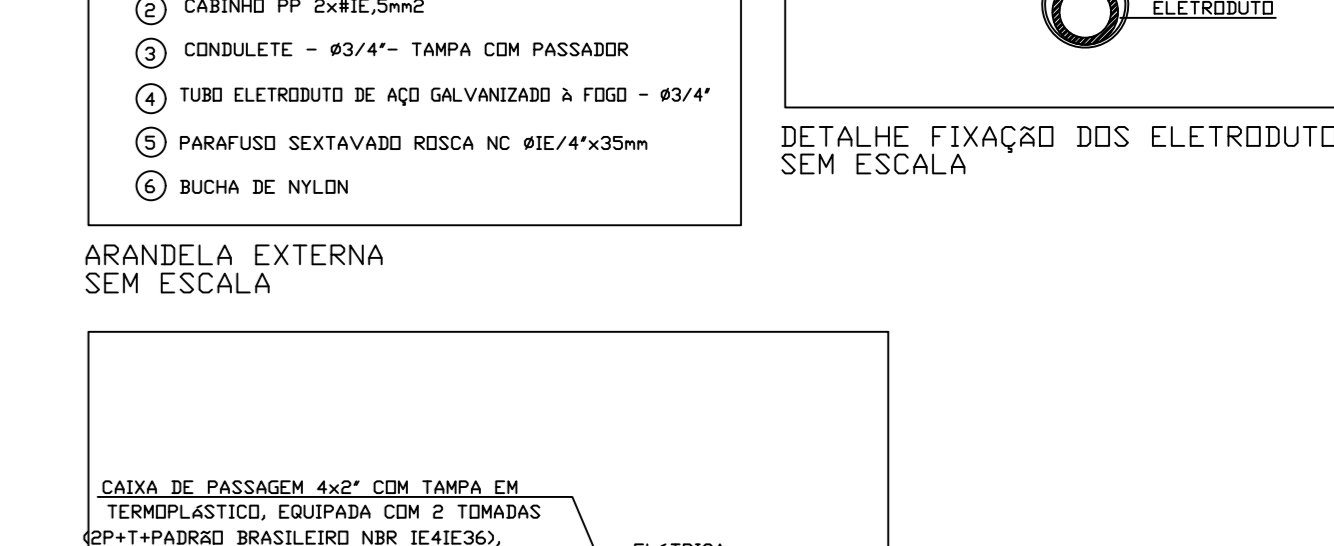 ② CABINHO PP 2x#IE,5mm2
③ CONDULETE - Ø3/4"- TAMPA COM PASSADOR
④ TUBO ELETRODUTO DE AÇO GALVANIZADO À FOGO - Ø3/4"
⑤ PARAFUSO SEXTAVADO ROSCA NC ØIE/4"x35mm
⑥ BUCHA DE NYLON
ARANDELA EXTERNA
SEM ESCALA
ELETRODUTO
DETALHE FIXAÇÃO DOS ELETRODUTO
SEM ESCALA
CAIXA DE PASSAGEM 4x2" COM TAMPA EM
TERMOPLÁSTICO, EQUIPADA COM 2 TOMADAS
(2P+T+PADRÃO BRASILEIRO NBR IE4IE36),